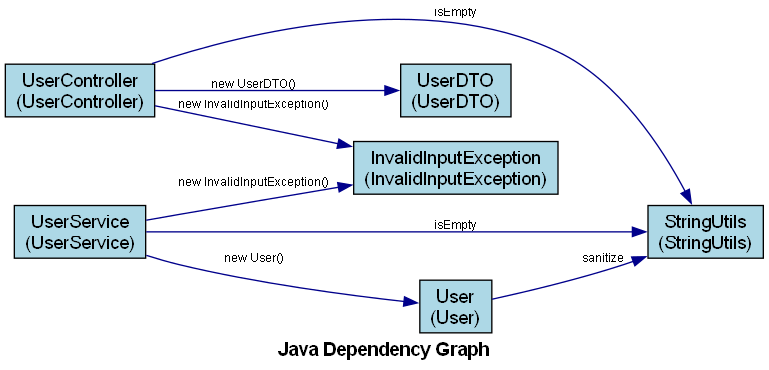 isEmpty
UserController
(UserController)
new UserDTO()
UserDTO
(UserDTO)
new InvalidInputException()
InvalidInputException
(InvalidInputException)
new InvalidInputException()
UserService
(UserService)
isEmpty
StringUtils
(StringUtils)
new User()
sanitize
User
(User)
Java Dependency Graph